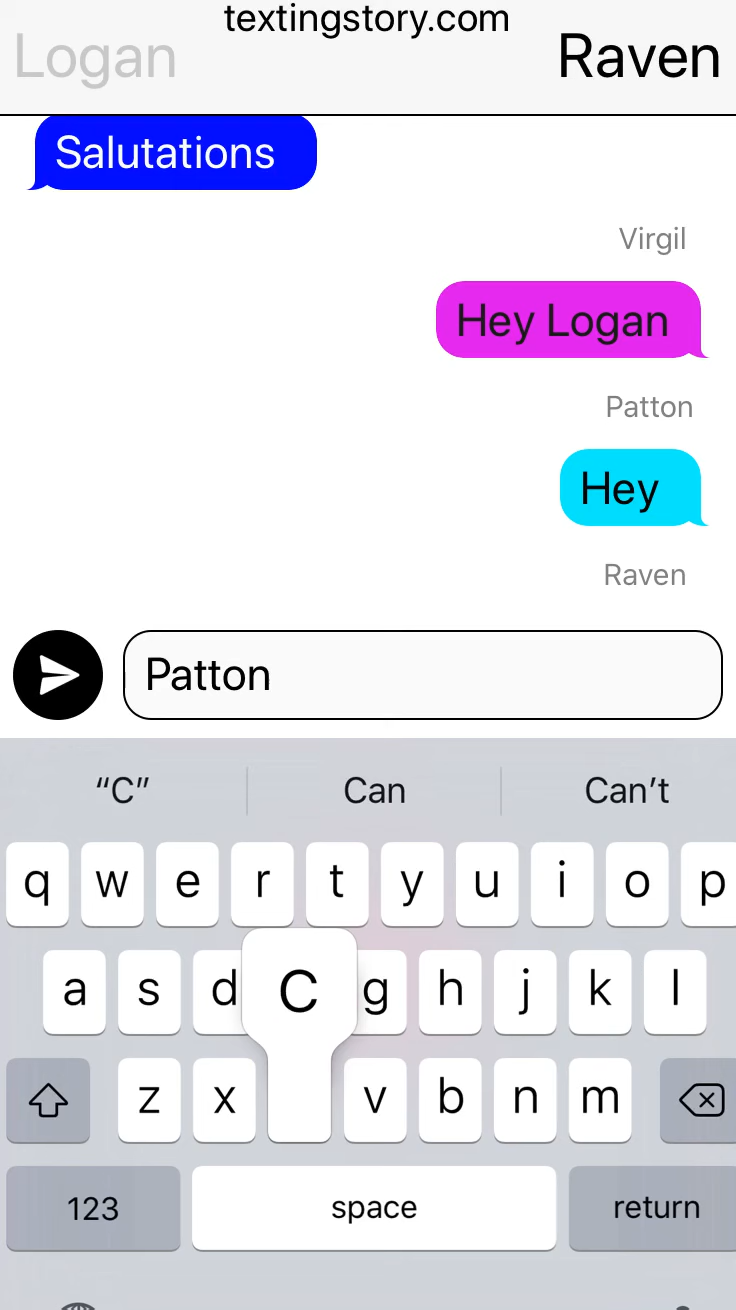 textingstory.com
Logan Raven
Salutations
Virgil
Hey Logan
Patton
Hey
Raven
Patton
“C” Can Can’t
q w e r t y u i o p
a s d C g h j k l
z x v b n m
123 space return